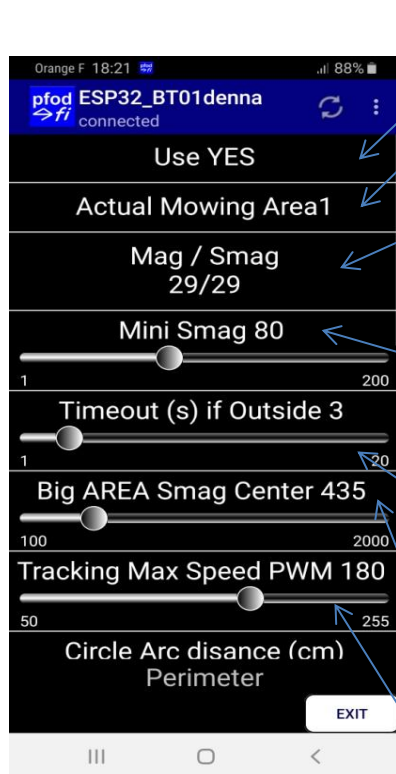 Orange F 18:21 88%
pfod ESP32_BT01denna
fi connected
Use YES
Actual Mowing Area1
Mag / Smag
29/29
Mini Smag 80
1 200
Timeout (s) if Outside 3
1 20
Big AREA Smag Center 435
100 2000
Tracking Max Speed PWM 180
50 255
Circle Arc disance (cm)
Perimeter
EXIT